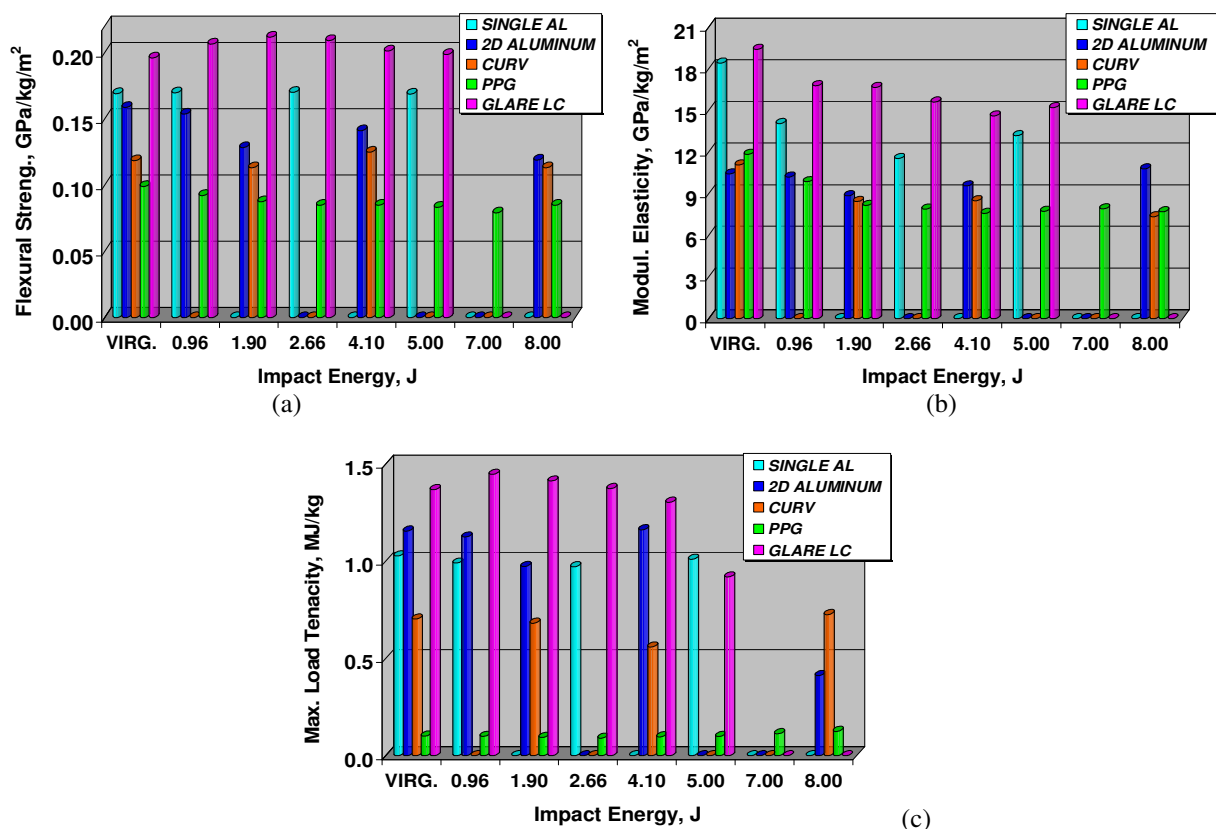 Flexural Streng., GPa/kg/m²
0.20
0.15
0.10
0.05
0.00
SINGLE AL
2D ALUMINUM
CURV
PPG
GLARE LC
VIRG. 0.96 1.90 2.66 4.10 5.00 7.00 8.00
Impact Energy, J
(a)
Modul. Elasticity, GPa/kg/m²
21
18
15
12
9
6
3
0
SINGLE AL
2D ALUMINUM
CURV
PPG
GLARE LC
VIRG. 0.96 1.90 2.66 4.10 5.00 7.00 8.00
Impact Energy, J
(b)
Max. Load Tenacity, MJ/kg
1.5
1.0
0.5
0.0
SINGLE AL
2D ALUMINUM
CURV
PPG
GLARE LC
VIRG. 0.96 1.90 2.66 4.10 5.00 7.00 8.00
Impact Energy, J
(c)